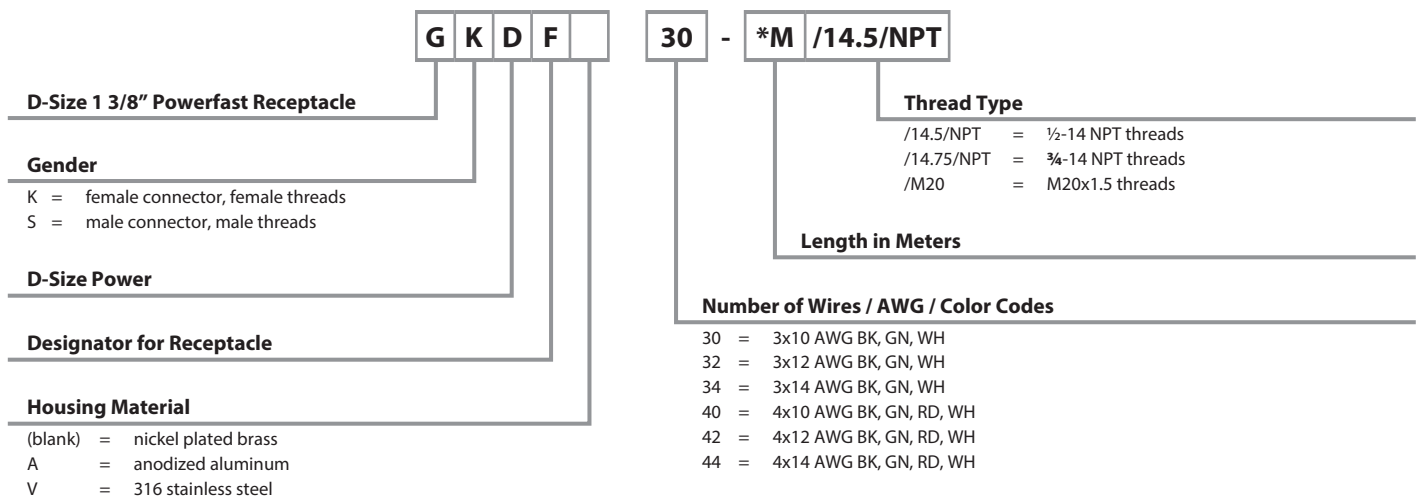 G K D F 30 - *M /14.5/NPT
D-Size 1 3/8” Powerfast Receptacle
Gender
K = female connector, female threads
S = male connector, male threads
D-Size Power
Designator for Receptacle
Housing Material
(blank) = nickel plated brass
A = anodized aluminum
V = 316 stainless steel
Thread Type
/14.5/NPT = ½-14 NPT threads
/14.75/NPT = ¾-14 NPT threads
/M20 = M20x1.5 threads
Length in Meters
Number of Wires / AWG / Color Codes
30 = 3x10 AWG BK, GN, WH
32 = 3x12 AWG BK, GN, WH
34 = 3x14 AWG BK, GN, WH
40 = 4x10 AWG BK, GN, RD, WH
42 = 4x12 AWG BK, GN, RD, WH
44 = 4x14 AWG BK, GN, RD, WH